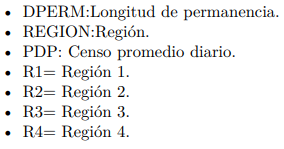 • DPERM:Longitud de permanencia.
• REGION:Región.
• PDP: Censo promedio diario.
• R1= Región 1.
• R2= Región 2.
• R3= Región 3.
• R4= Región 4.